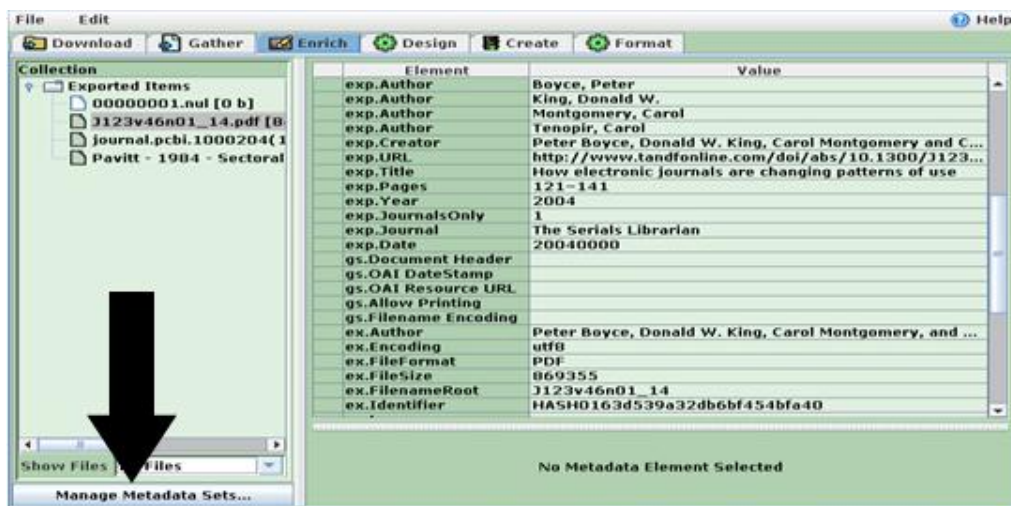 File Edit Help
Download Gather Enrich Design Create Format
Collection
Exported Items
00000001.nul [0 b]
J123v46n01_14.pdf [8
journal.pcbi.1000204(1
Pavitt - 1984 - Sectoral
Show Files Files
Manage Metadata Sets...
Element Value
exp.Author Boyce, Peter
exp.Author King, Donald W.
exp.Author Montgomery, Carol
exp.Author Tenopir, Carol
exp.Creator Peter Boyce, Donald W. King, Carol Montgomery and C...
exp.URL http://www.tandfonline.com/doi/abs/10.1300/J123...
exp.Title How electronic journals are changing patterns of use
exp.Pages 121-141
exp.Year 2004
exp.JournalsOnly 1
exp.Journal The Serials Librarian
exp.Date 20040000
gs.Document Header
gs.OAI DateStamp
gs.OAI Resource URL
gs.Allow Printing
gs.Filename Encoding
ex.Author Peter Boyce, Donald W. King, Carol Montgomery, and ...
ex.Encoding utf8
ex.FileFormat PDF
ex.FileSize 869355
ex.FilenameRoot J123v46n01_14
ex.Identifier HASH0163d539a32db6bf454bfa40
No Metadata Element Selected